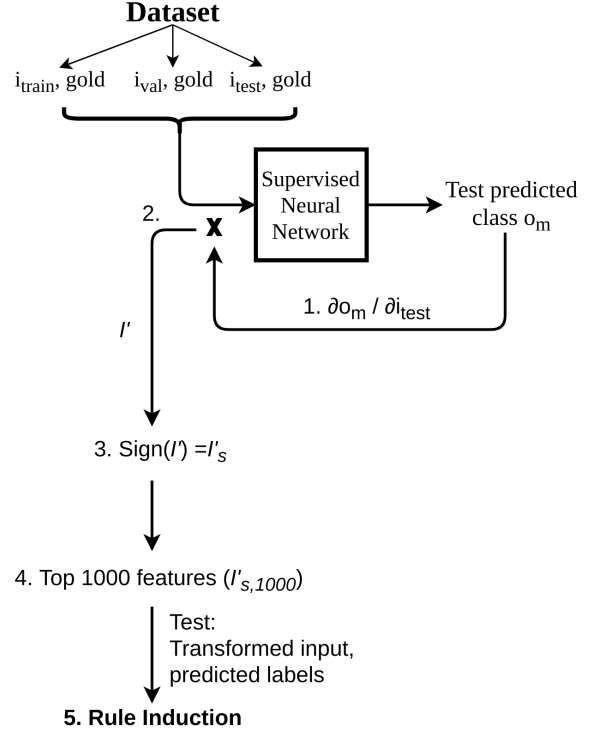 Dataset
i_train, gold i_val, gold i_test, gold
Supervised
Neural
Network
Test predicted
class o_m
2.
x
1. ∂o_m / ∂i_test
I'
3. Sign(I') =I'_s
4. Top 1000 features (I'_s,1000)
Test:
Transformed input,
predicted labels
5. Rule Induction